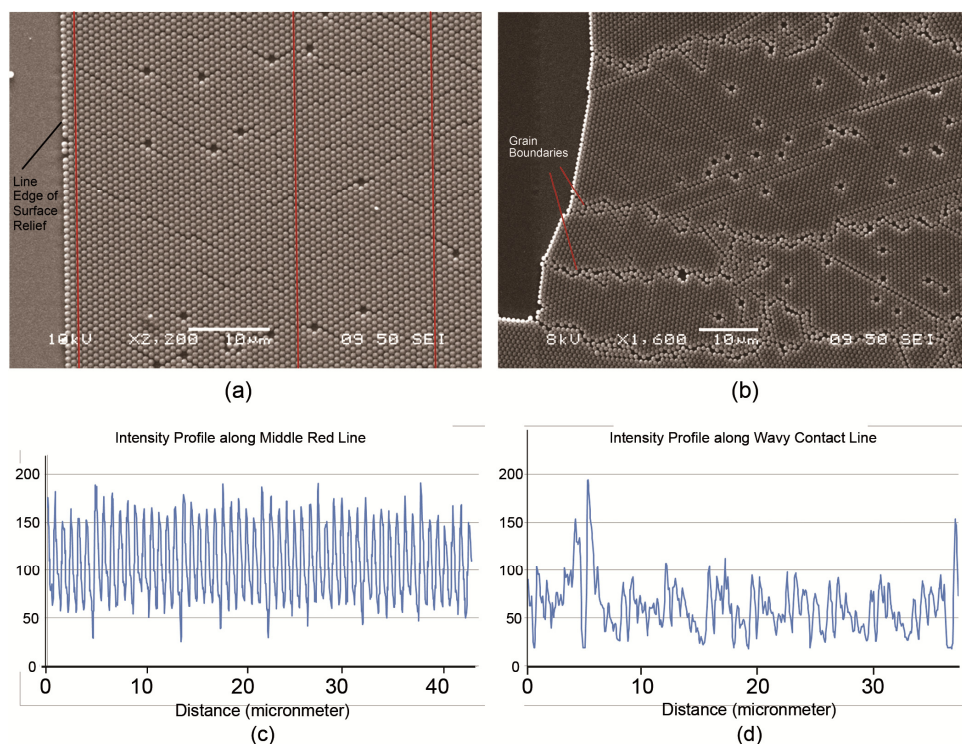 Line
Edge of
Surface
Relief
10kV X2,200 10μm 09 50 SEI
(a)
Grain
Boundaries
8kV X1,600 10μm 09 50 SEI
(b)
Intensity Profile along Middle Red Line
200
150
100
50
0
0 10 20 30 40
Distance (micronmeter)
(c)
Intensity Profile along Wavy Contact Line
200
150
100
50
0
0 10 20 30
Distance (micronmeter)
(d)